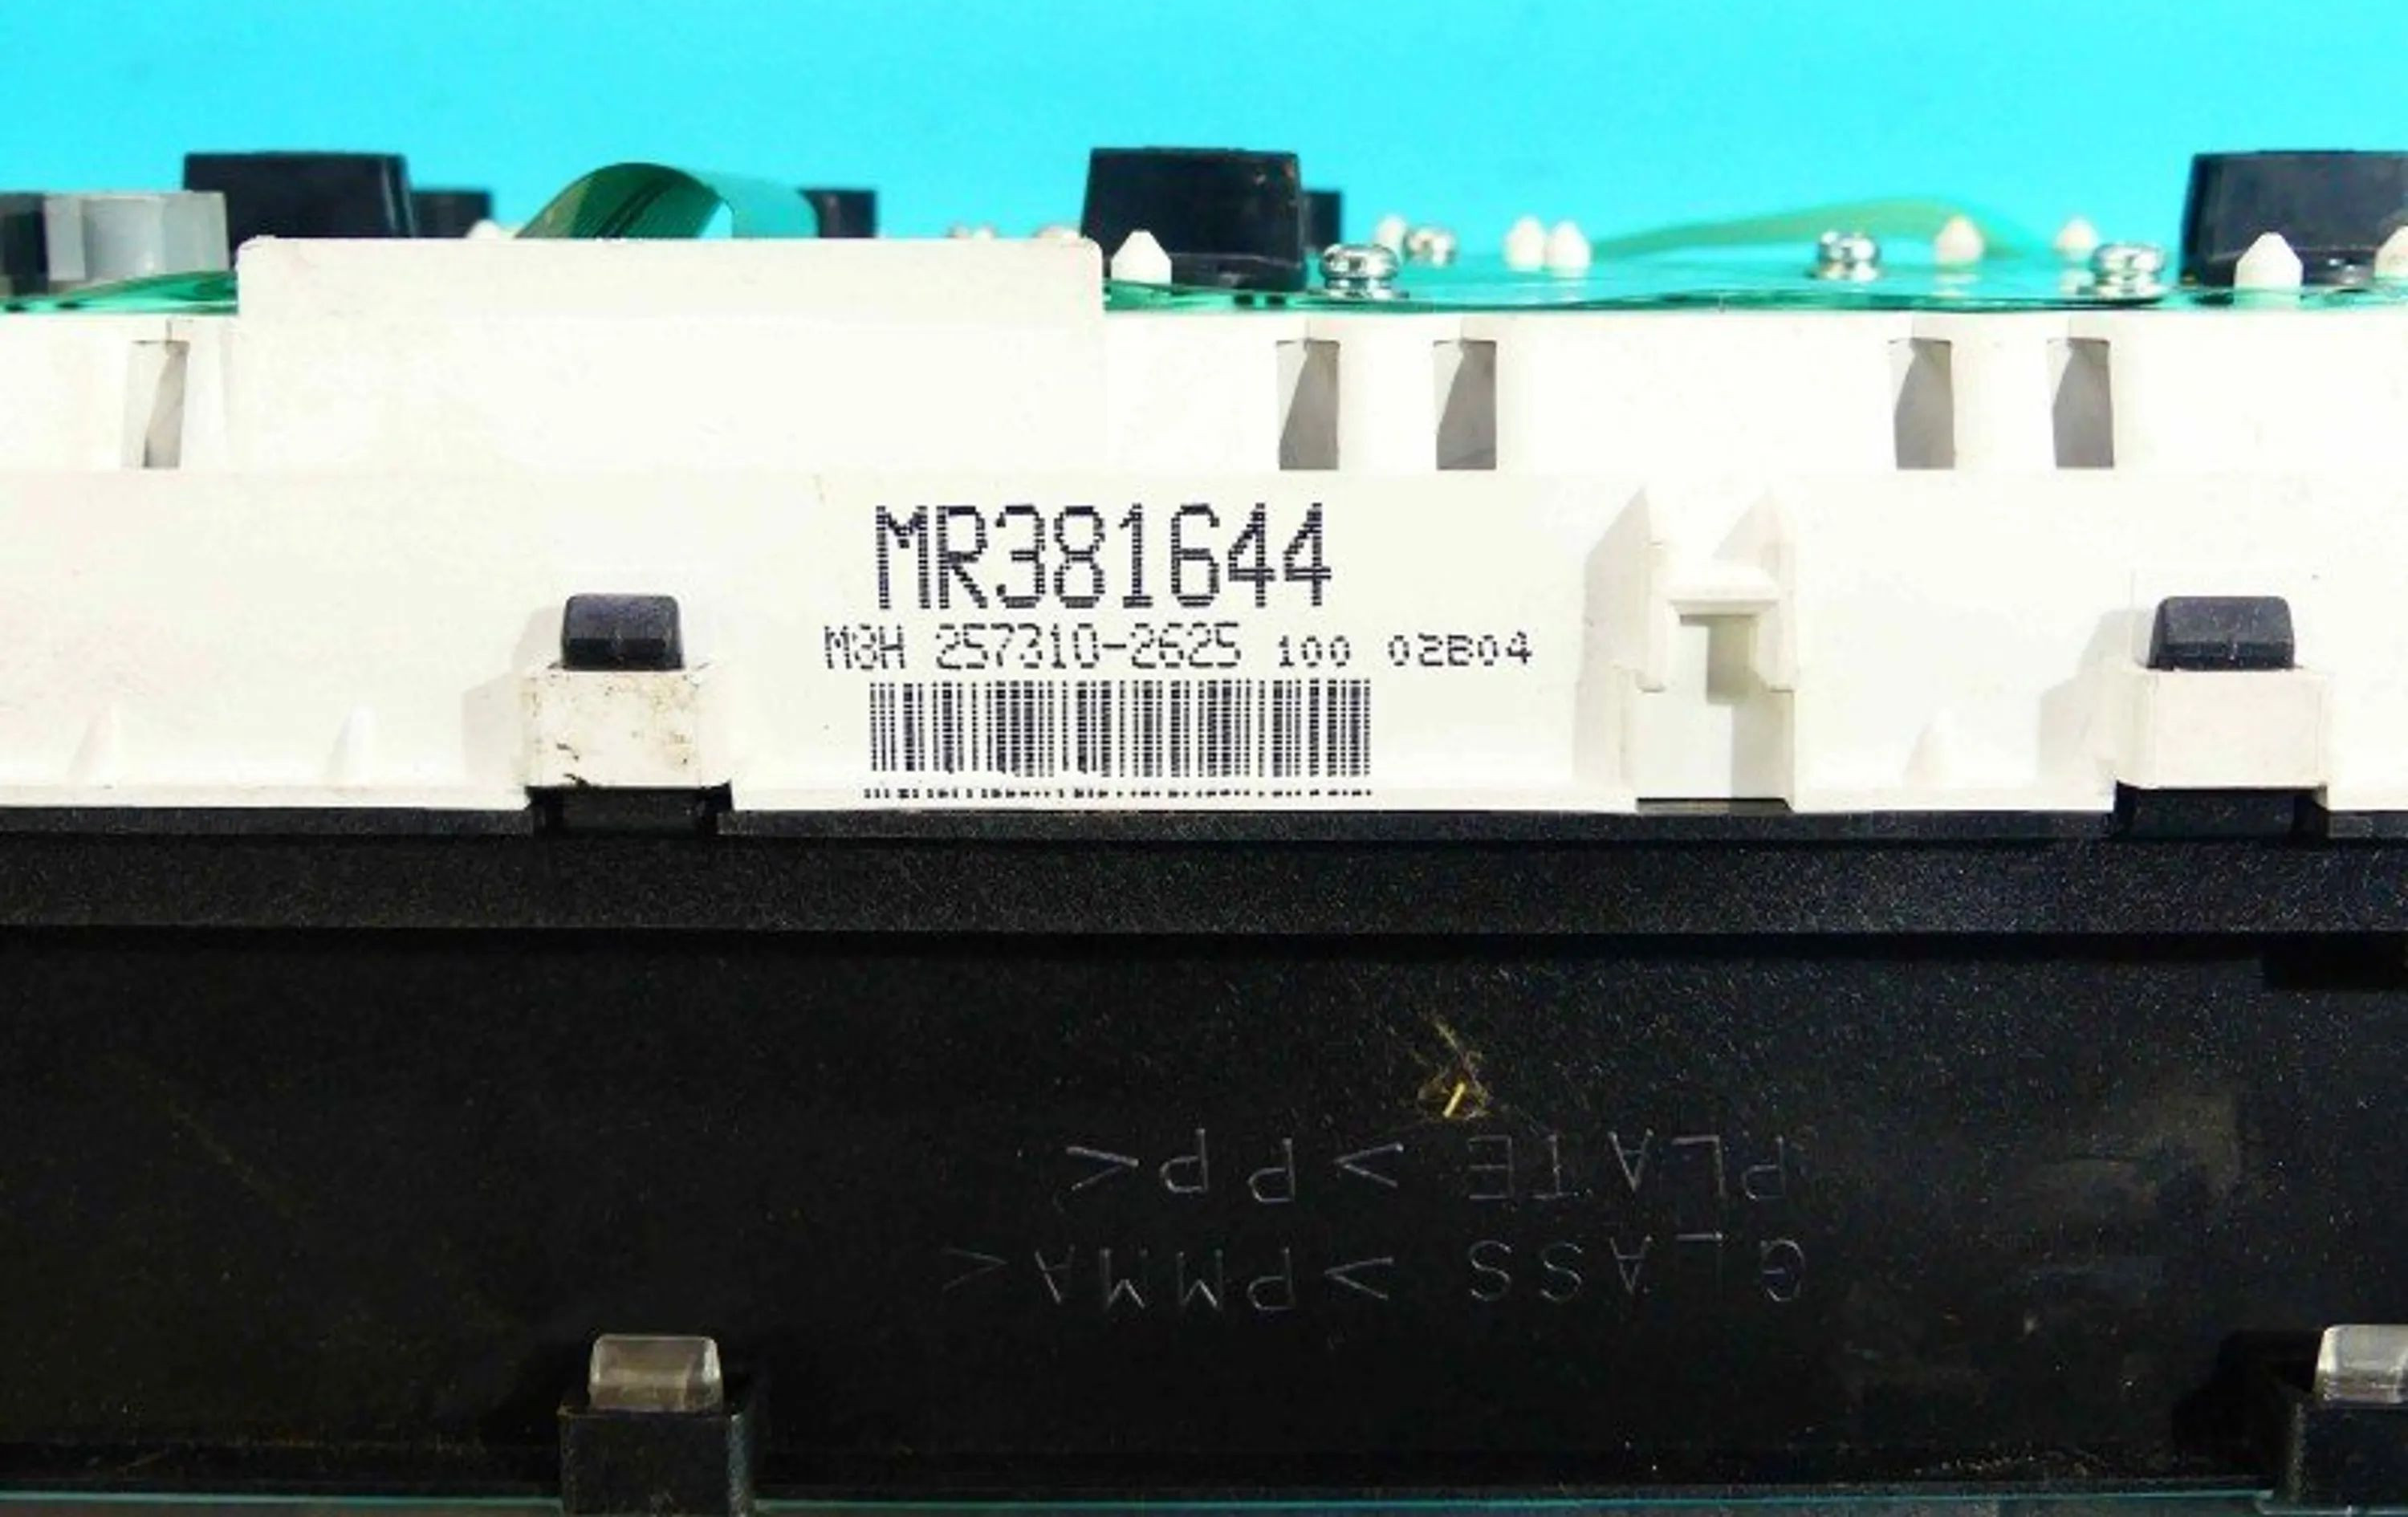 MR381644
M8H 257310-2625 100 02B04
PLATE >PP<
GLASS >PMMA<